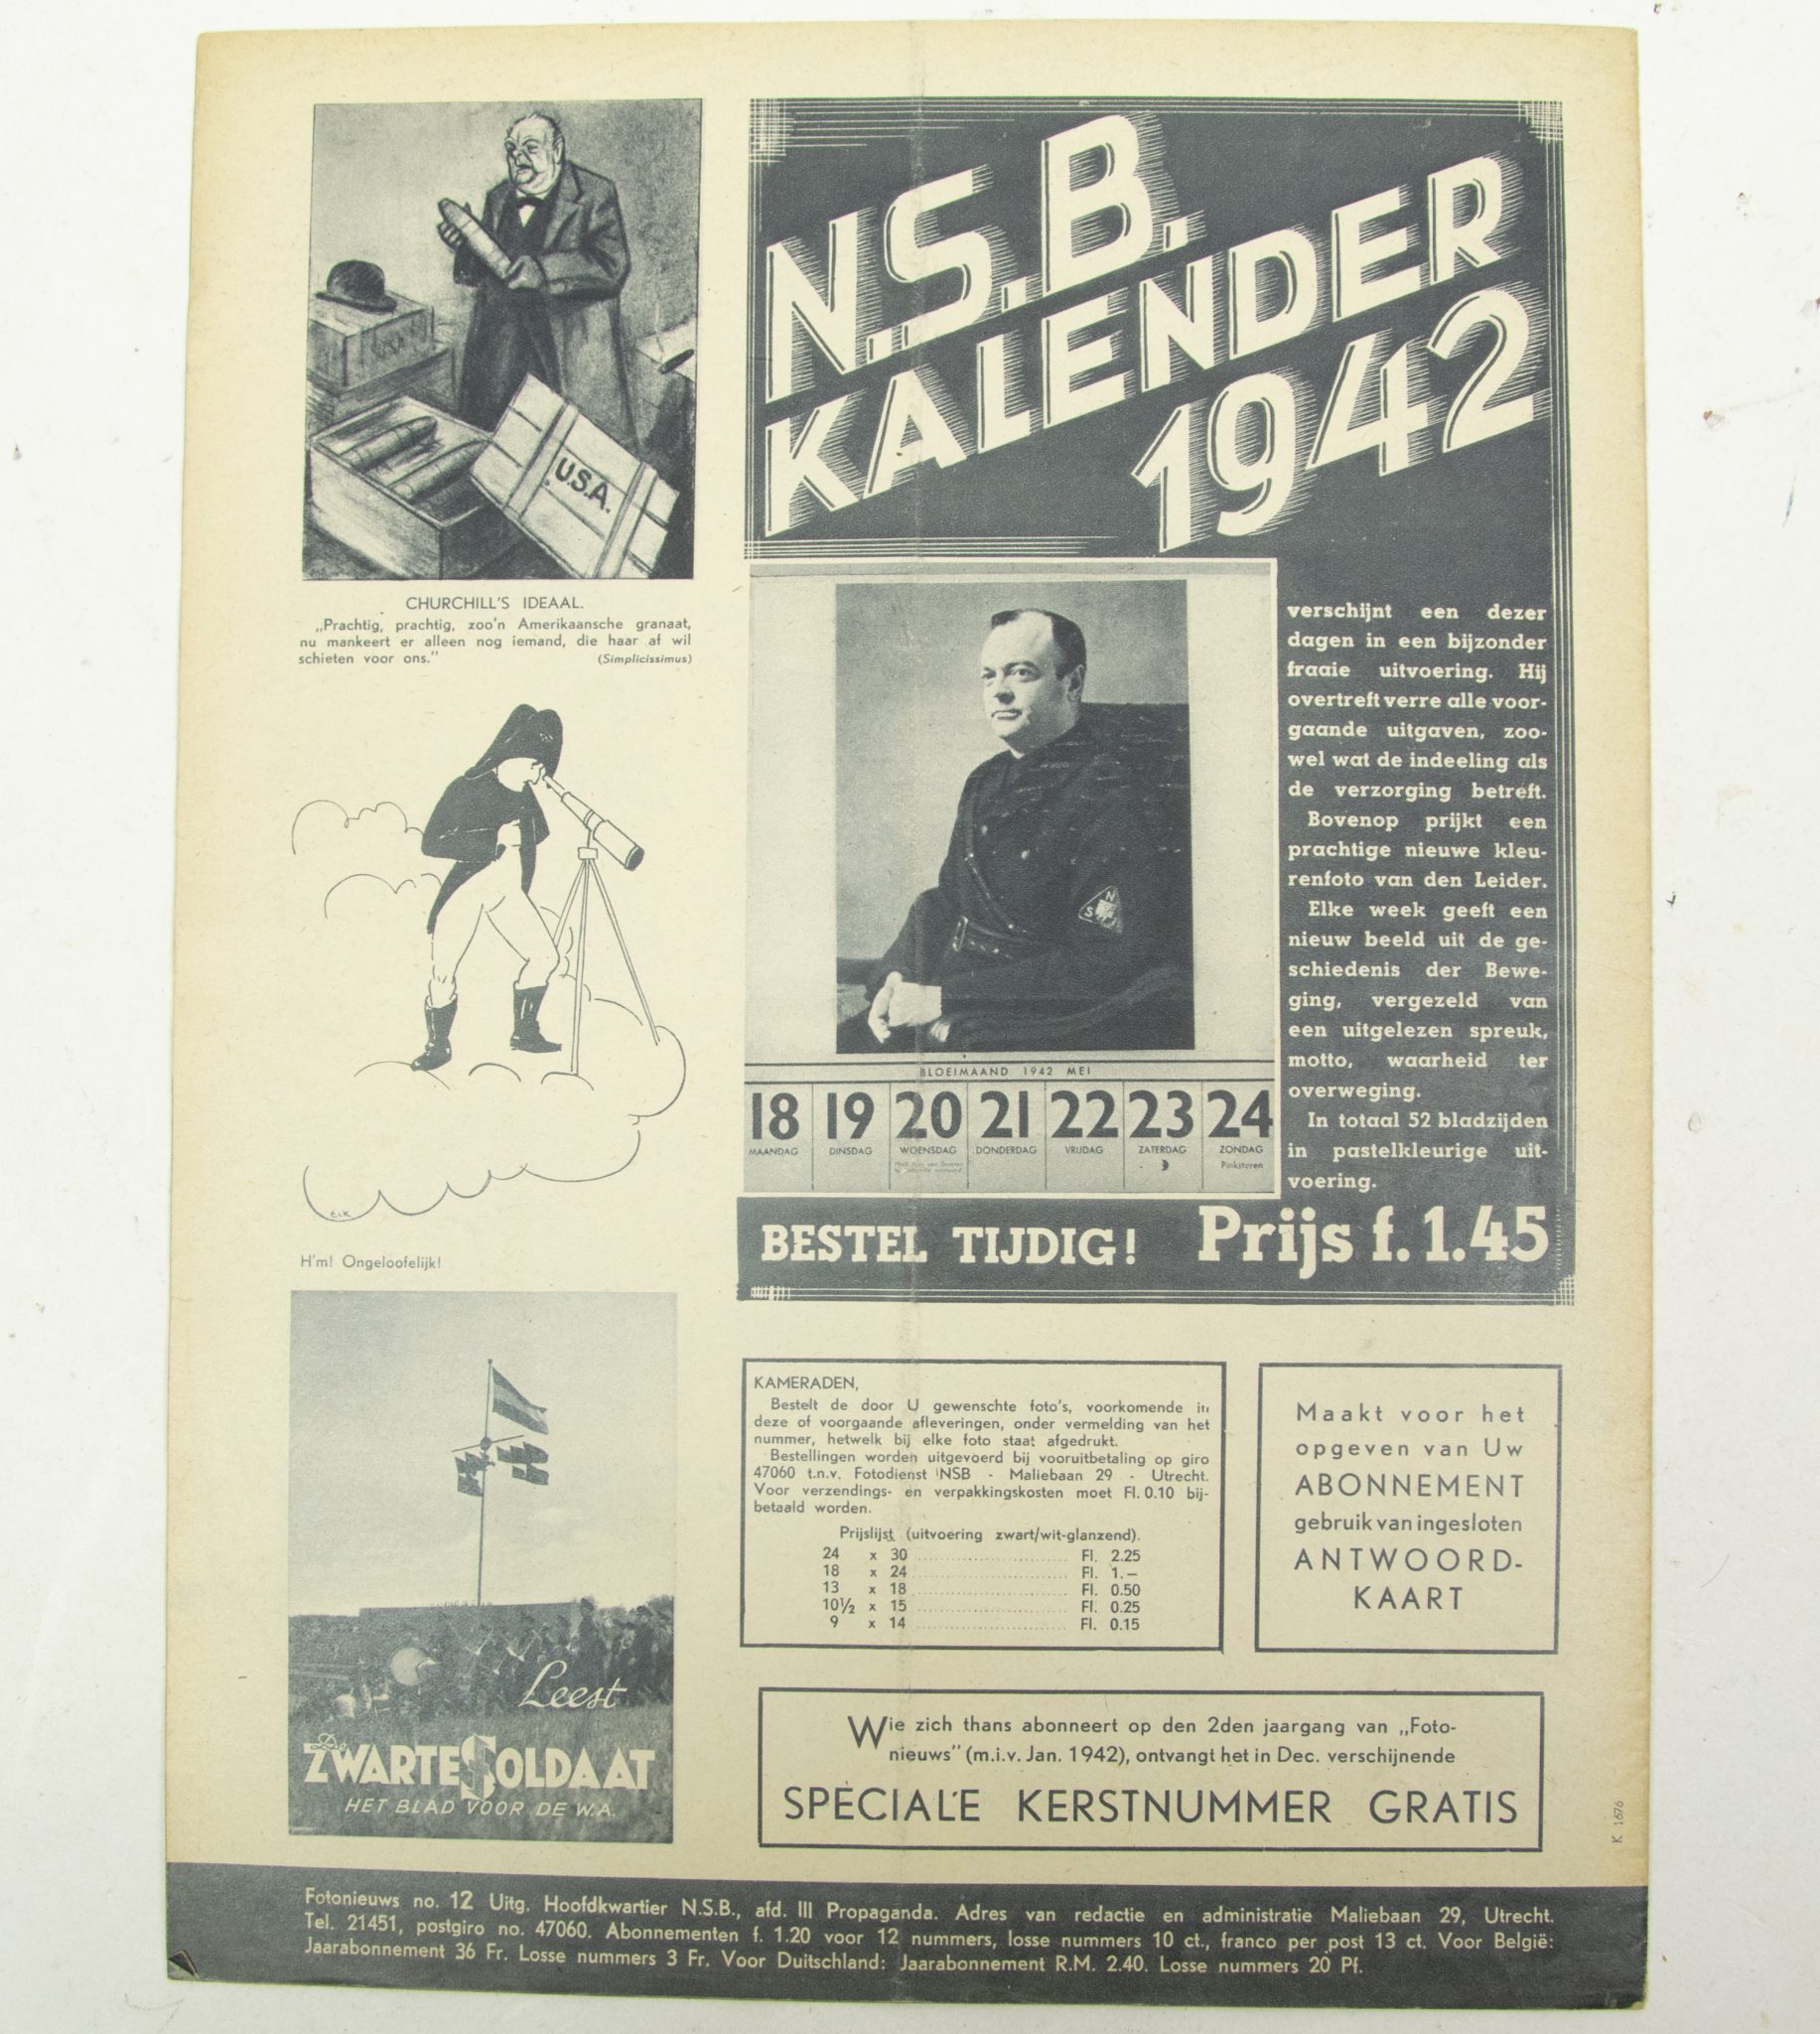 U.S.A.
CHURCHILL'S IDEAAL.
„Prachtig, prachtig, zoo'n Amerikaansche granaat,
nu mankeert er alleen nog iemand, die haar af wil
schieten voor ons." (Simplicissimus)
H'm! Ongeloofelijk!
Leest
De
ZWARTE SOLDAAT
HET BLAD VOOR DE W.A.
N.S.B.
KALENDER
1942
verschijnt een dezer
dagen in een bijzonder
fraaie uitvoering. Hij
overtreft verre alle voor-
gaande uitgaven, zoo-
wel wat de indeeling als
de verzorging betreft.
Bovenop prijkt een
prachtige nieuwe kleu-
renfoto van den Leider.
Elke week geeft een
nieuw beeld uit de ge-
schiedenis der Bewe-
ging, vergezeld van
een uitgelezen spreuk,
motto, waarheid ter
overweging.
In totaal 52 bladzijden
in pastelkleurige uit-
voering.
BLOEIMAAND 1942 MEI
18 19 20 21 22 23 24
MAANDAG DINSDAG WOENSDAG DONDERDAG VRIJDAG ZATERDAG ZONDAG
Pinksteren
BESTEL TIJDIG! Prijs f. 1.45
KAMERADEN,
Bestelt de door U gewenschte foto's, voorkomende in
deze of voorgaande afleveringen, onder vermelding van het
nummer, hetwelk bij elke foto staat afgedrukt.
Bestellingen worden uitgevoerd bij vooruitbetaling op giro
47060 t.n.v. Fotodienst NSB - Maliebaan 29 - Utrecht.
Voor verzendings- en verpakkingskosten moet Fl. 0.10 bij-
betaald worden.
Prijslijst (uitvoering zwart/wit-glanzend).
24 x 30 .......................... Fl. 2.25
18 x 24 .......................... Fl. 1.—
13 x 18 .......................... Fl. 0.50
10½ x 15 .......................... Fl. 0.25
9 x 14 .......................... Fl. 0.15
Maakt voor het
opgeven van Uw
ABONNEMENT
gebruik van ingesloten
ANTWOORD-
KAART
Wie zich thans abonneert op den 2den jaargang van „Foto-
nieuws" (m.i.v. Jan. 1942), ontvangt het in Dec. verschijnende
SPECIALE KERSTNUMMER GRATIS
K 1676
Fotonieuws no. 12 Uitg. Hoofdkwartier N.S.B., afd. III Propaganda. Adres van redactie en administratie Maliebaan 29, Utrecht.
Tel. 21451, postgiro no. 47060. Abonnementen f. 1.20 voor 12 nummers, losse nummers 10 ct., franco per post 13 ct. Voor België:
Jaarabonnement 36 Fr. Losse nummers 3 Fr. Voor Duitschland: Jaarabonnement R.M. 2.40. Losse nummers 20 Pf.